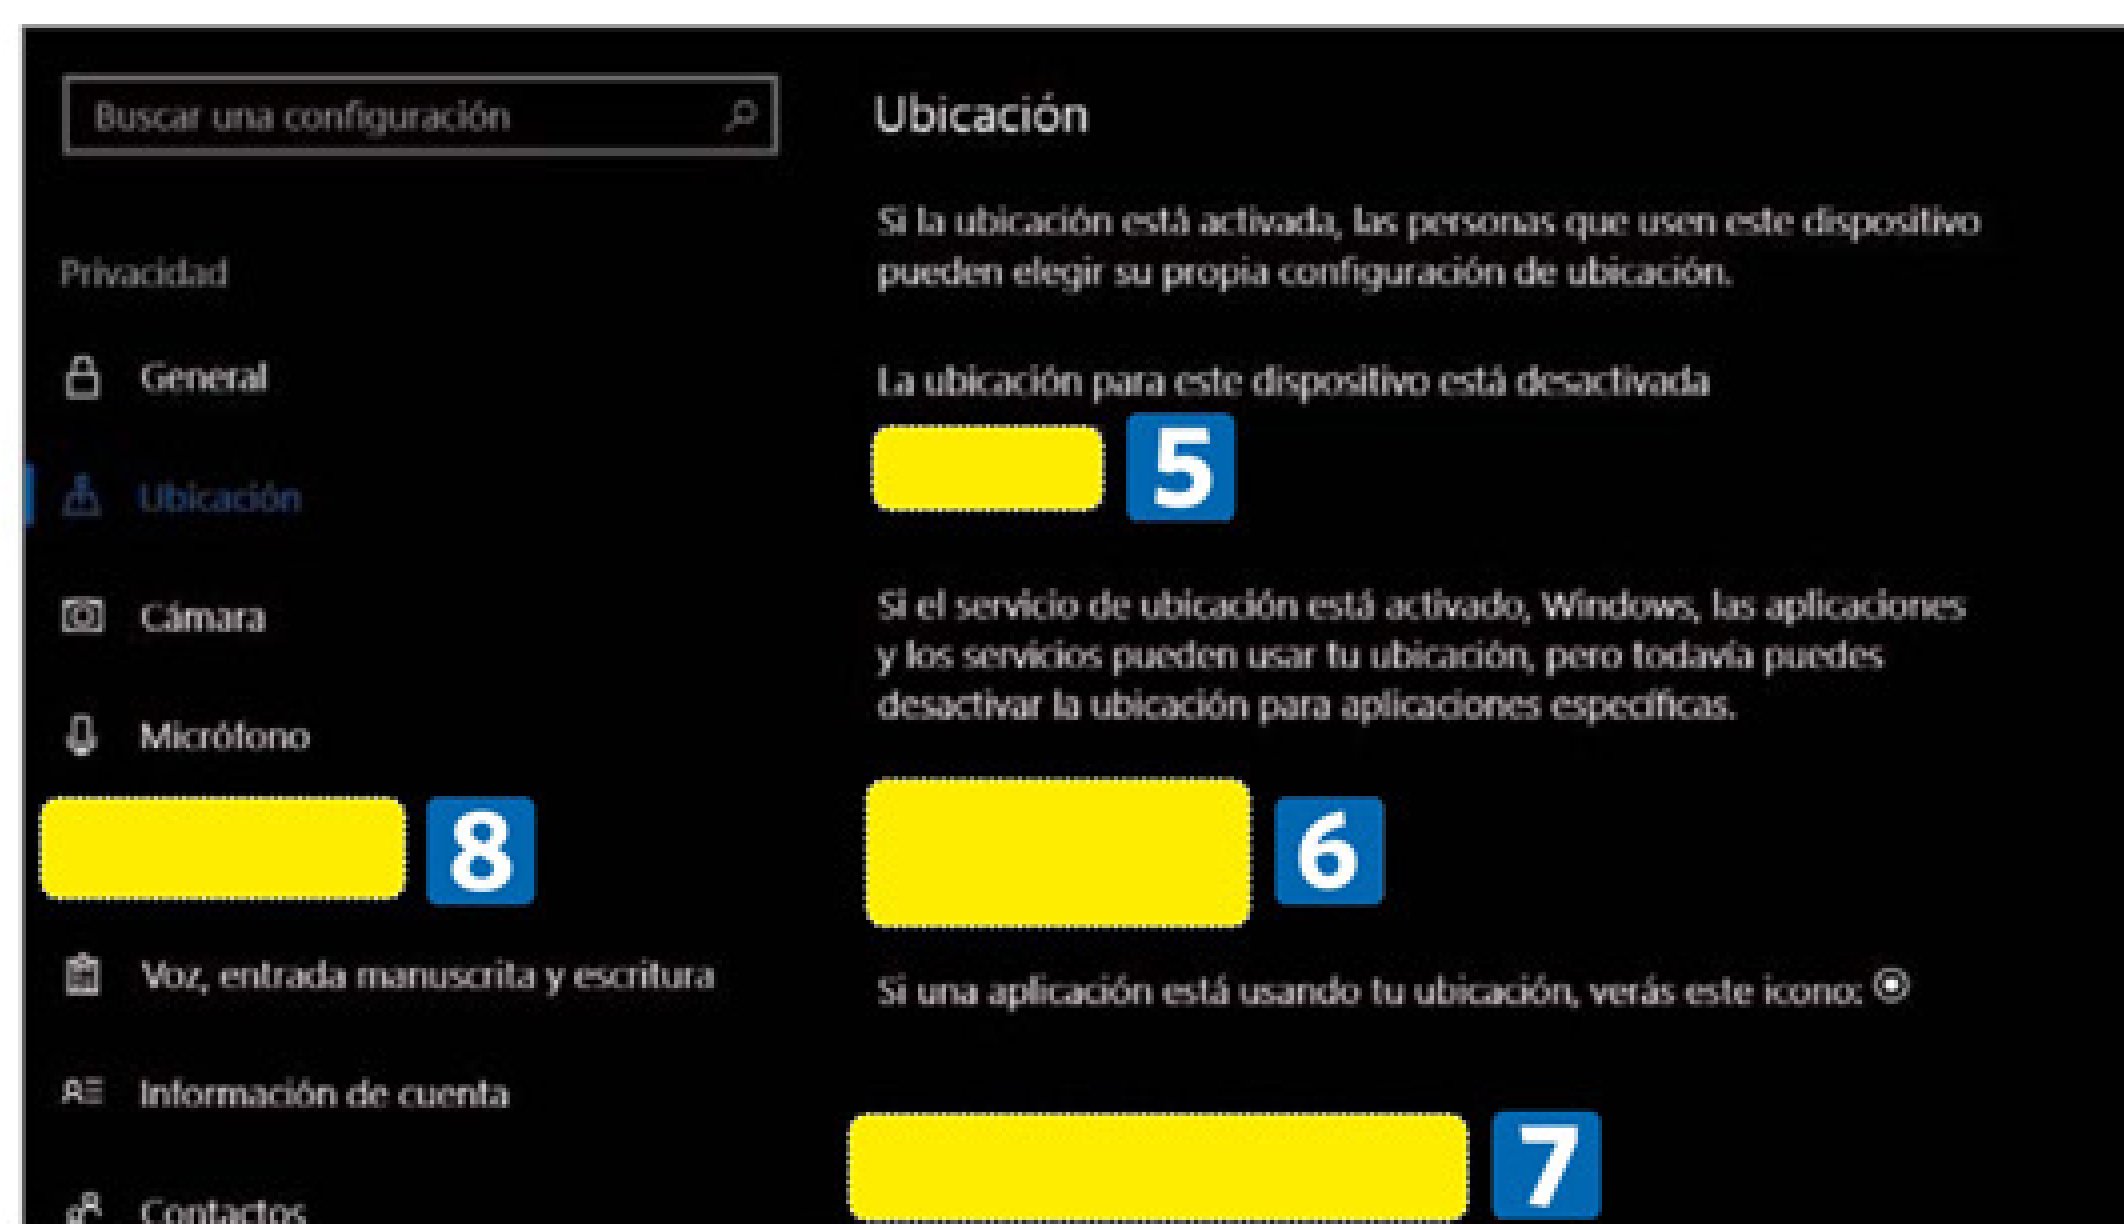 Buscar una configuración
Privacidad
General
Ubicación
Cámara
Micrófono
8
Voz, entrada manuscrita y escritura
Información de cuenta
Contactos
Ubicación
Si la ubicación está activada, las personas que usen este dispositivo
pueden elegir su propia configuración de ubicación.
La ubicación para este dispositivo está desactivada
5
Si el servicio de ubicación está activado, Windows, las aplicaciones
y los servicios pueden usar tu ubicación, pero todavía puedes
desactivar la ubicación para aplicaciones específicas.
6
Si una aplicación está usando tu ubicación, verás este icono:
7